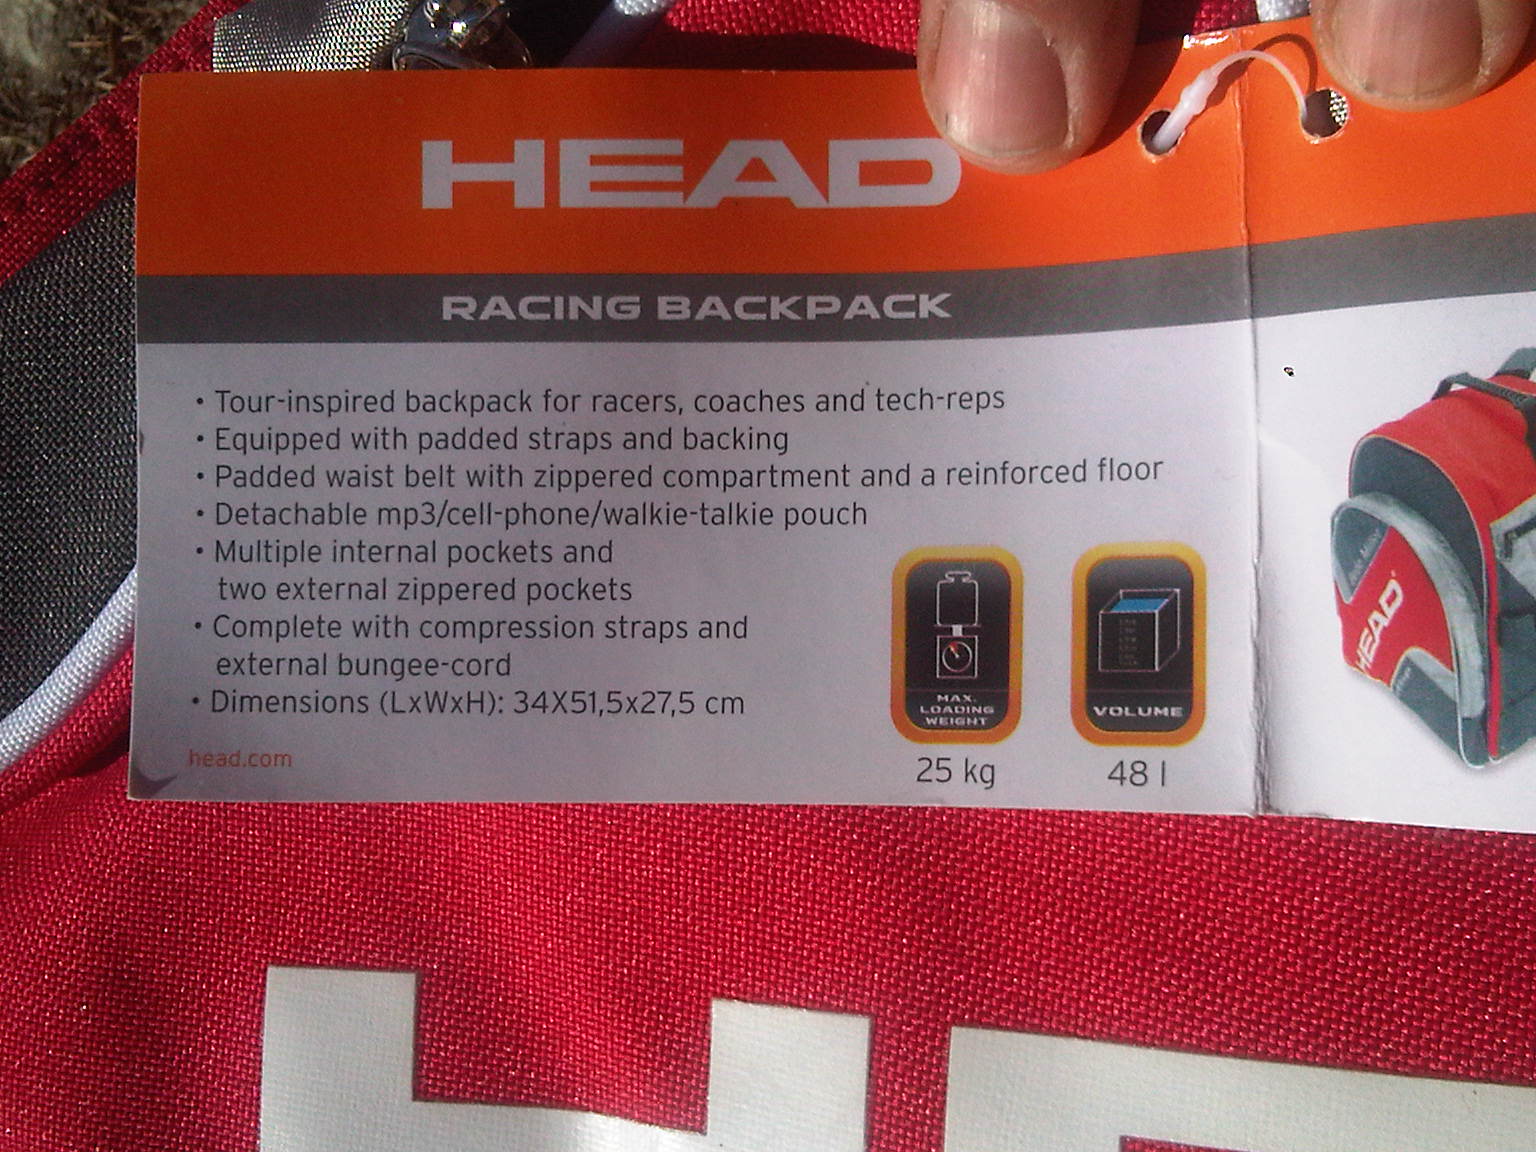 HEAD
RACING BACKPACK
• Tour-inspired backpack for racers, coaches and tech-reps
• Equipped with padded straps and backing
• Padded waist belt with zippered compartment and a reinforced floor
• Detachable mp3/cell-phone/walkie-talkie pouch
• Multiple internal pockets and
two external zippered pockets
• Complete with compression straps and
external bungee-cord
• Dimensions (LxWxH): 34X51,5x27,5 cm
head.com
MAX.
LOADING
WEIGHT
25 kg
VOLUME
48 l
HEAD